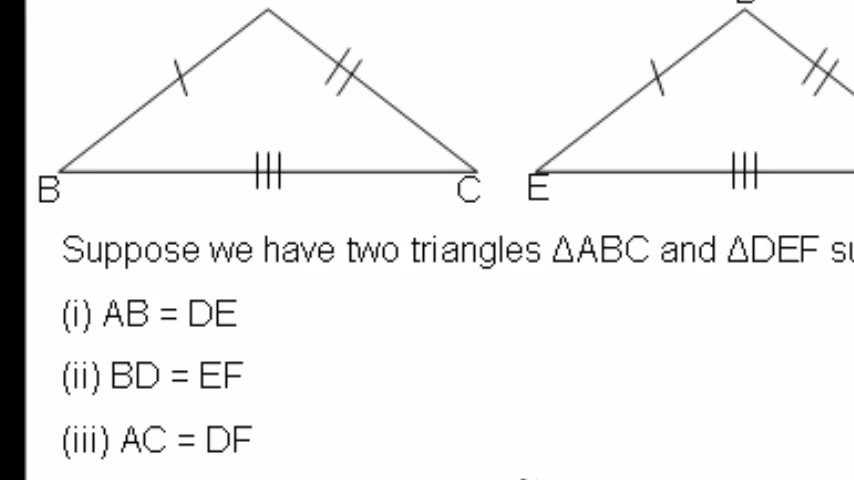 B C E
Suppose we have two triangles ΔABC and ΔDEF
(i) AB = DE
(ii) BD = EF
(iii) AC = DF